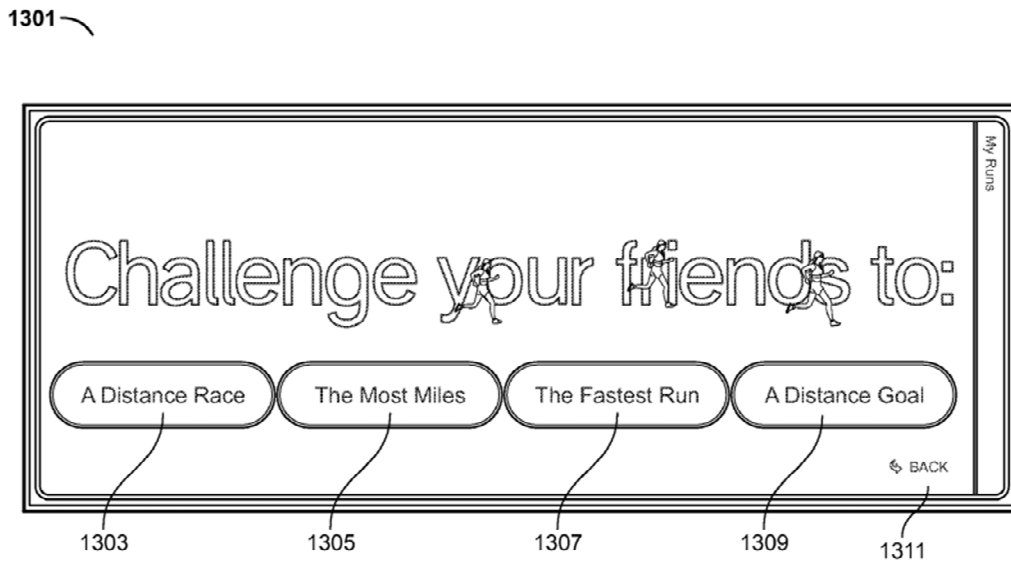 1301
My Runs
Challenge your friends to:
A Distance Race The Most Miles The Fastest Run A Distance Goal
BACK
1303 1305 1307 1309 1311